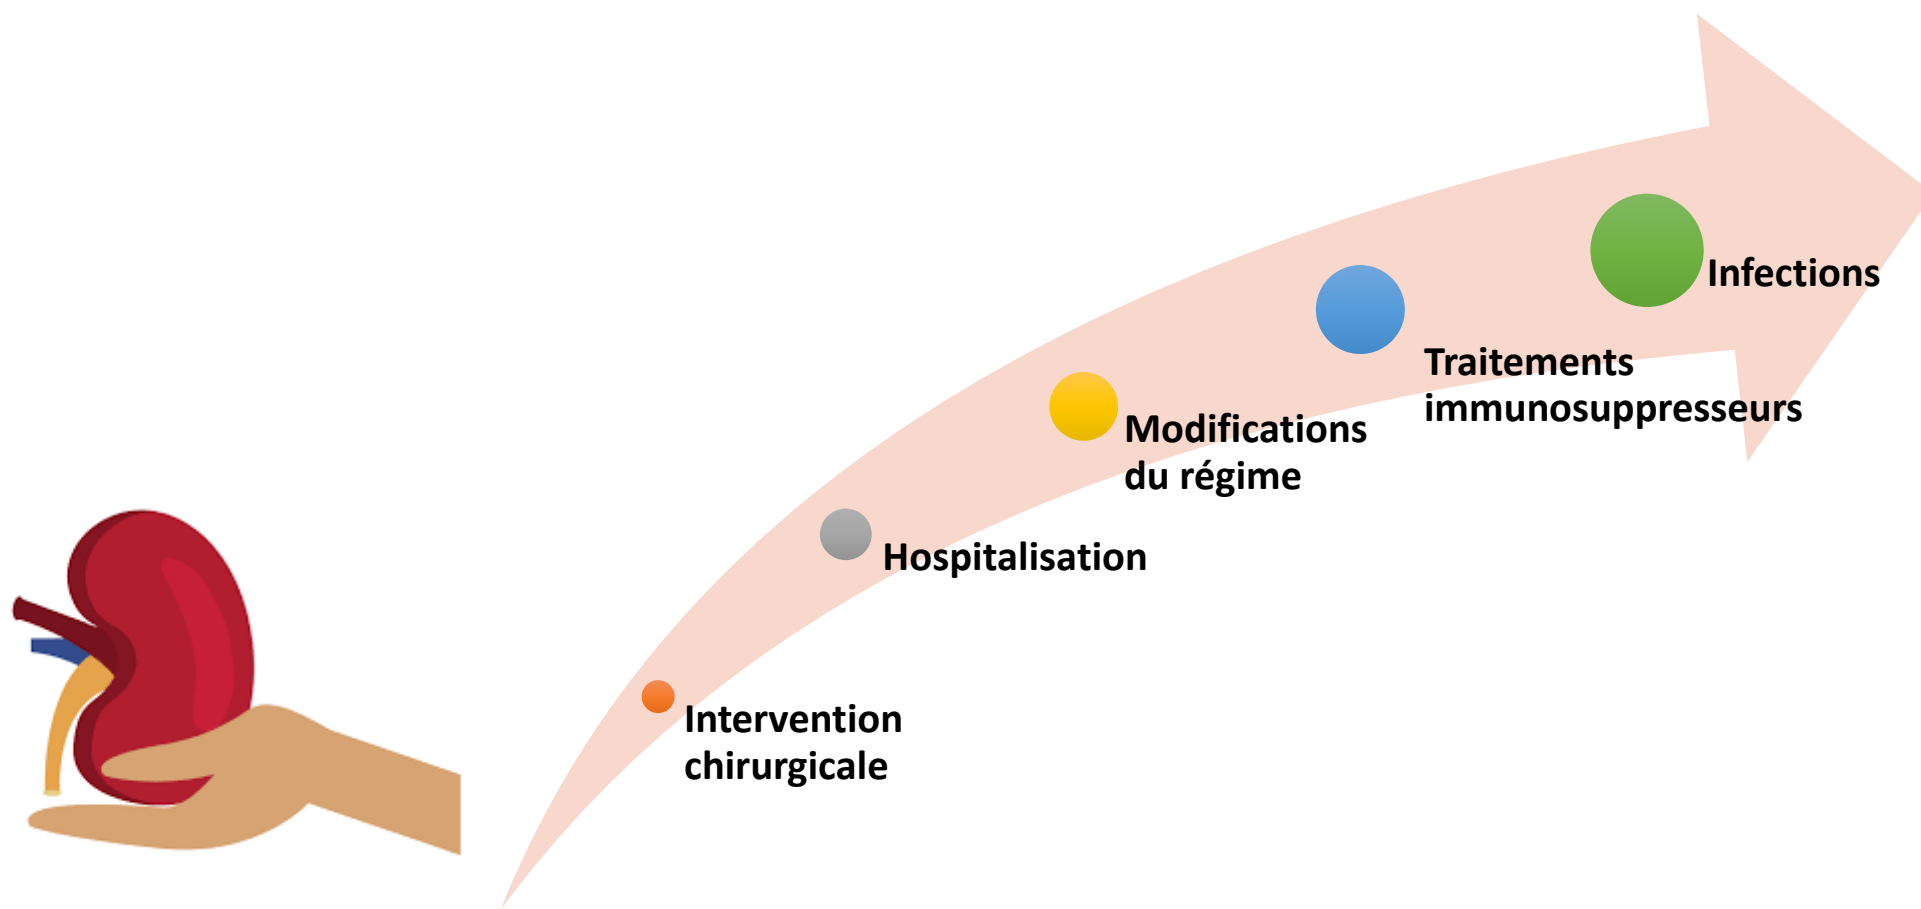 Infections
Traitements
immunosuppresseurs
Modifications
du régime
Hospitalisation
Intervention
chirurgicale